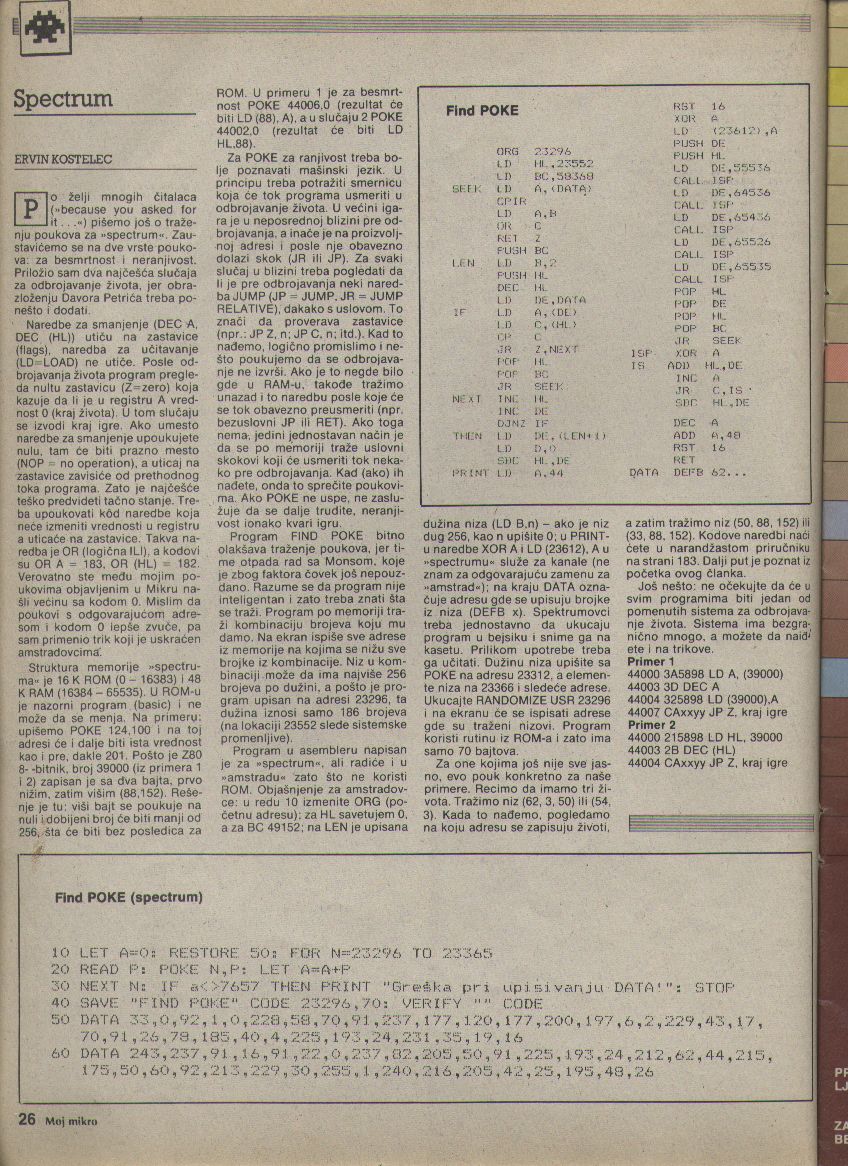 Spectrum
ERVIN KOSTELEC
Po želji mnogih čitalaca
(»because you asked for
it . . .«) pišemo još o traže-
nju poukova za »spectrum«. Zau-
stavićemo se na dve vrste pouko-
va: za besmrtnost i neranjivost.
Priložio sam dva najčešća slučaja
za odbrojavanje života, jer obra-
zloženju Davora Petrića treba po-
nešto i dodati.
Naredbe za smanjenje (DEC A,
DEC (HL)) utiču na zastavice
(flags), naredba za učitavanje
(LD=LOAD) ne utiče. Posle od-
brojavanja života program pregle-
da nultu zastavicu (Z=zero) koja
kazuje da li je u registru A vred-
nost 0 (kraj života). U tom slučaju
se izvodi kraj igre. Ako umesto
naredbe za smanjenje upoukujete
nulu, tam će biti prazno mesto
(NOP = no operation), a uticaj na
zastavice zavisiće od prethodnog
toka programa. Zato je najčešće
teško predvideti tačno stanje. Tre-
ba upoukovati kôd naredbe koja
neće izmeniti vrednosti u registru
a uticaće na zastavice. Takva na-
redba je OR (logična ILI), a kodovi
su OR A = 183, OR (HL) = 182.
Verovatno ste među mojim po-
ukovima objavljenim u Mikru na-
šli većinu sa kodom 0. Mislim da
poukovi s odgovarajućom adre-
som i kodom 0 lepše zvuče, pa
sam primenio trik koji je uskraćen
amstradovcima.
Struktura memorije »spectru-
ma« je 16 K ROM (0 – 16383) i 48
K RAM (16384 – 65535). U ROM-u
je nazorni program (basic) i ne
može da se menja. Na primeru:
upišemo POKE 124,100 i na toj
adresi će i dalje biti ista vrednost
kao i pre, dakle 201. Pošto je Z80
8- -bitnik, broj 39000 (iz primera 1
i 2) zapisan je sa dva bajta, prvo
nižim, zatim višim (88,152). Reše-
nje je tu: viši bajt se poukuje na
nulii dobijeni broj će biti manji od
256, šta će biti bez posledica za
ROM. U primeru 1 je za besmrt-
nost POKE 44006,0 (rezultat će
biti LD (88), A), a u slučaju 2 POKE
44002,0 (rezultat će biti LD
HL,88).
Za POKE za ranjivost treba bo-
lje poznavati mašinski jezik. U
principu treba potražiti smernicu
koja će tok programa usmeriti u
odbrojavanje života. U većini iga-
ra je u neposrednoj blizini pre od-
brojavanja, a inače je na proizvolj-
noj adresi i posle nje obavezno
dolazi skok (JR ili JP). Za svaki
slučaj u blizini treba pogledati da
li je pre odbrojavanja neki nared-
ba JUMP (JP = JUMP, JR = JUMP
RELATIVE), dakako s uslovom. To
znači da proverava zastavice
(npr.: JP Z, n; JP C, n; itd.). Kad to
nađemo, logično promislimo i ne-
što poukujemo da se odbrojava-
nje ne izvrši. Ako je to negde bilo
gde u RAM-u, takođe tražimo
unazad i to naredbu posle koje će
se tok obavezno preusmeriti (npr.
bezuslovni JP ili RET). Ako toga
nema, jedini jednostavan način je
da se po memoriji traže uslovni
skokovi koji će usmeriti tok neka-
ko pre odbrojavanja. Kad (ako) ih
nađete, onda to sprečite poukovi-
ma. Ako POKE ne uspe, ne zaslu-
žuje da se dalje trudite, neranji-
vost ionako kvari igru.
Program FIND POKE bitno
olakšava traženje poukova, jer ti-
me otpada rad sa Monsom, koje
je zbog faktora čovek još nepouz-
dano. Razume se da program nije
inteligentan i zato treba znati šta
se traži. Program po memoriji tra-
ži kombinaciju brojeva koju mu
damo. Na ekran ispiše sve adrese
iz memorije na kojima se nižu sve
brojke iz kombinacije. Niz u kom-
binaciji može da ima najviše 256
brojeva po dužini, a pošto je pro-
gram upisan na adresi 23296, ta
dužina iznosi samo 186 brojeva
(na lokaciji 23552 slede sistemske
promenljive).
Program u asembleru napisan
je za »spectrum«, ali radiće i u
»amstradu« zato što ne koristi
ROM. Objašnjenje za amstradov-
ce: u redu 10 izmenite ORG (po-
četnu adresu); za HL savetujem 0,
a za BC 49152; na LEN je upisana
Find POKE
ORG 23296
LD HL,23552
LD BC,58368
SEEK LD A,(DATA)
CPIR
LD A,B
OR C
RET Z
PUSH BC
LEN LD B,2
PUSH HL
DEC HL
LD DE,DATA
IF LD A,(DE)
LD C,(HL)
CP C
JR Z,NEXT
POP HL
POP BC
JR SEEK
NEXT INC HL
INC DE
DJNZ IF
THEN LD DE,(LEN+1)
LD D,0
SBC HL,DE
PRINT LD A,44
RST 16
XOR A
LD (23612),A
PUSH DE
PUSH HL
LD DE,55536
CALL ISP
LD DE,64536
CALL ISP
LD DE,65436
CALL ISP
LD DE,65526
CALL ISP
LD DE,65535
CALL ISP
POP HL
POP DE
POP HL
POP BC
JR SEEK
ISP XOR A
IS ADD HL,DE
INC A
JR C,IS
SBC HL,DE
DEC A
ADD A,48
RST 16
RET
DATA DEFB 62...
dužina niza (LD B,n) – ako je niz
dug 256, kao n upišite 0; u PRINT-
u naredbe XOR A i LD (23612), A u
»spectrumu« služe za kanale (ne
znam za odgovarajuću zamenu za
»amstrad«); na kraju DATA ozna-
čuje adresu gde se upisuju brojke
iz niza (DEFB x). Spektrumovci
treba jednostavno da ukucaju
program u bejsiku i snime ga na
kasetu. Prilikom upotrebe treba
ga učitati. Dužinu niza upišite sa
POKE na adresu 23312, a elemen-
te niza na 23366 i sledeće adrese.
Ukucajte RANDOMIZE USR 23296
i na ekranu će se ispisati adrese
gde su traženi nizovi. Program
koristi rutinu iz ROM-a i zato ima
samo 70 bajtova.
Za one kojima još nije sve jas-
no, evo pouk konkretno za naše
primere. Recimo da imamo tri ži-
vota. Tražimo niz (62, 3, 50) ili (54,
3). Kada to nađemo, pogledamo
na koju adresu se zapisuju životi,
a zatim tražimo niz (50, 88, 152) ili
(33, 88, 152). Kodove naredbi naći
ćete u narandžastom priručniku
na strani 183. Dalji put je poznat iz
početka ovog članka.
Još nešto: ne očekujte da će u
svim programima biti jedan od
pomenutih sistema za odbrojava-
nje života. Sistema ima bezgra-
nično mnogo, a možete da naiđ-
ete i na trikove.
Primer 1
44000 3A5898 LD A, (39000)
44003 3D DEC A
44004 325898 LD (39000),A
44007 CAxxyy JP Z, kraj igre
Primer 2
44000 215898 LD HL, 39000
44003 2B DEC (HL)
44004 CAxxyy JP Z, kraj igre
Find POKE (spectrum)
10 LET A=0: RESTORE 50: FOR N=23296 TO 23365
20 READ P: POKE N,P: LET A=A+P
30 NEXT N: IF a<>7657 THEN PRINT "Greška pri upisivanju DATA!": STOP
40 SAVE "FIND POKE" CODE 23296,70: VERIFY "" CODE
50 DATA 33,0,92,1,0,228,58,70,91,237,177,120,177,200,197,6,2,229,43,17,
70,91,26,78,185,40,4,225,193,24,231,35,19,16
60 DATA 243,237,91,16,91,22,0,237,82,205,50,91,225,193,24,212,62,44,215,
175,50,60,92,213,229,30,255,1,240,216,205,42,25,195,48,26
26 Moj mikro
PR
LJ
ZA
BE